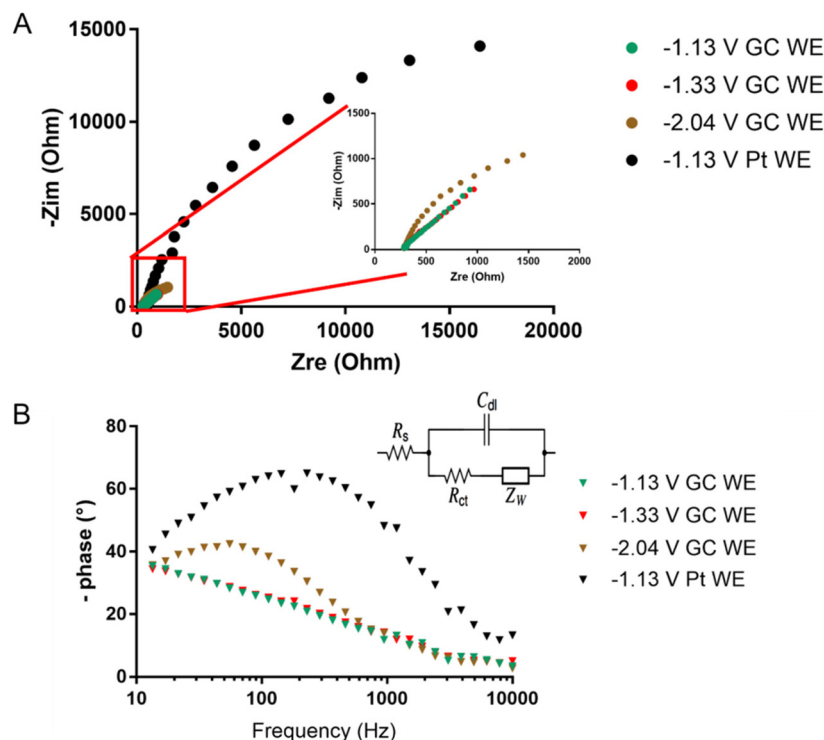 A
15000
10000
5000
0
-Zim (Ohm)
0
5000
10000
15000
20000
Zre (Ohm)
1500
1000
500
0
-Zim (Ohm)
500
1000
1500
2000
Zre (Ohm)
-1.13 V GC WE
-1.33 V GC WE
-2.04 V GC WE
-1.13 V Pt WE
B
80
60
40
20
0
- phase (°)
10
100
1000
10000
Frequency (Hz)
Rs
Cdl
Rct
ZW
-1.13 V GC WE
-1.33 V GC WE
-2.04 V GC WE
-1.13 V Pt WE